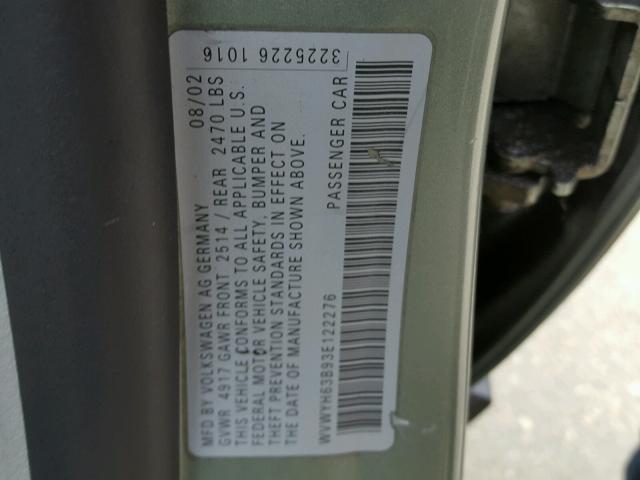 3225226 1016
MFD BY VOLKSWAGEN AG GERMANY 08/02
GVWR 4917 GAWR FRONT 2514 / REAR 2470 LBS
THIS VEHICLE CONFORMS TO ALL APPLICABLE U.S.
FEDERAL MOTOR VEHICLE SAFETY, BUMPER AND
THEFT PREVENTION STANDARDS IN EFFECT ON
THE DATE OF MANUFACTURE SHOWN ABOVE.
WVWYH63B93E122276 PASSENGER CAR